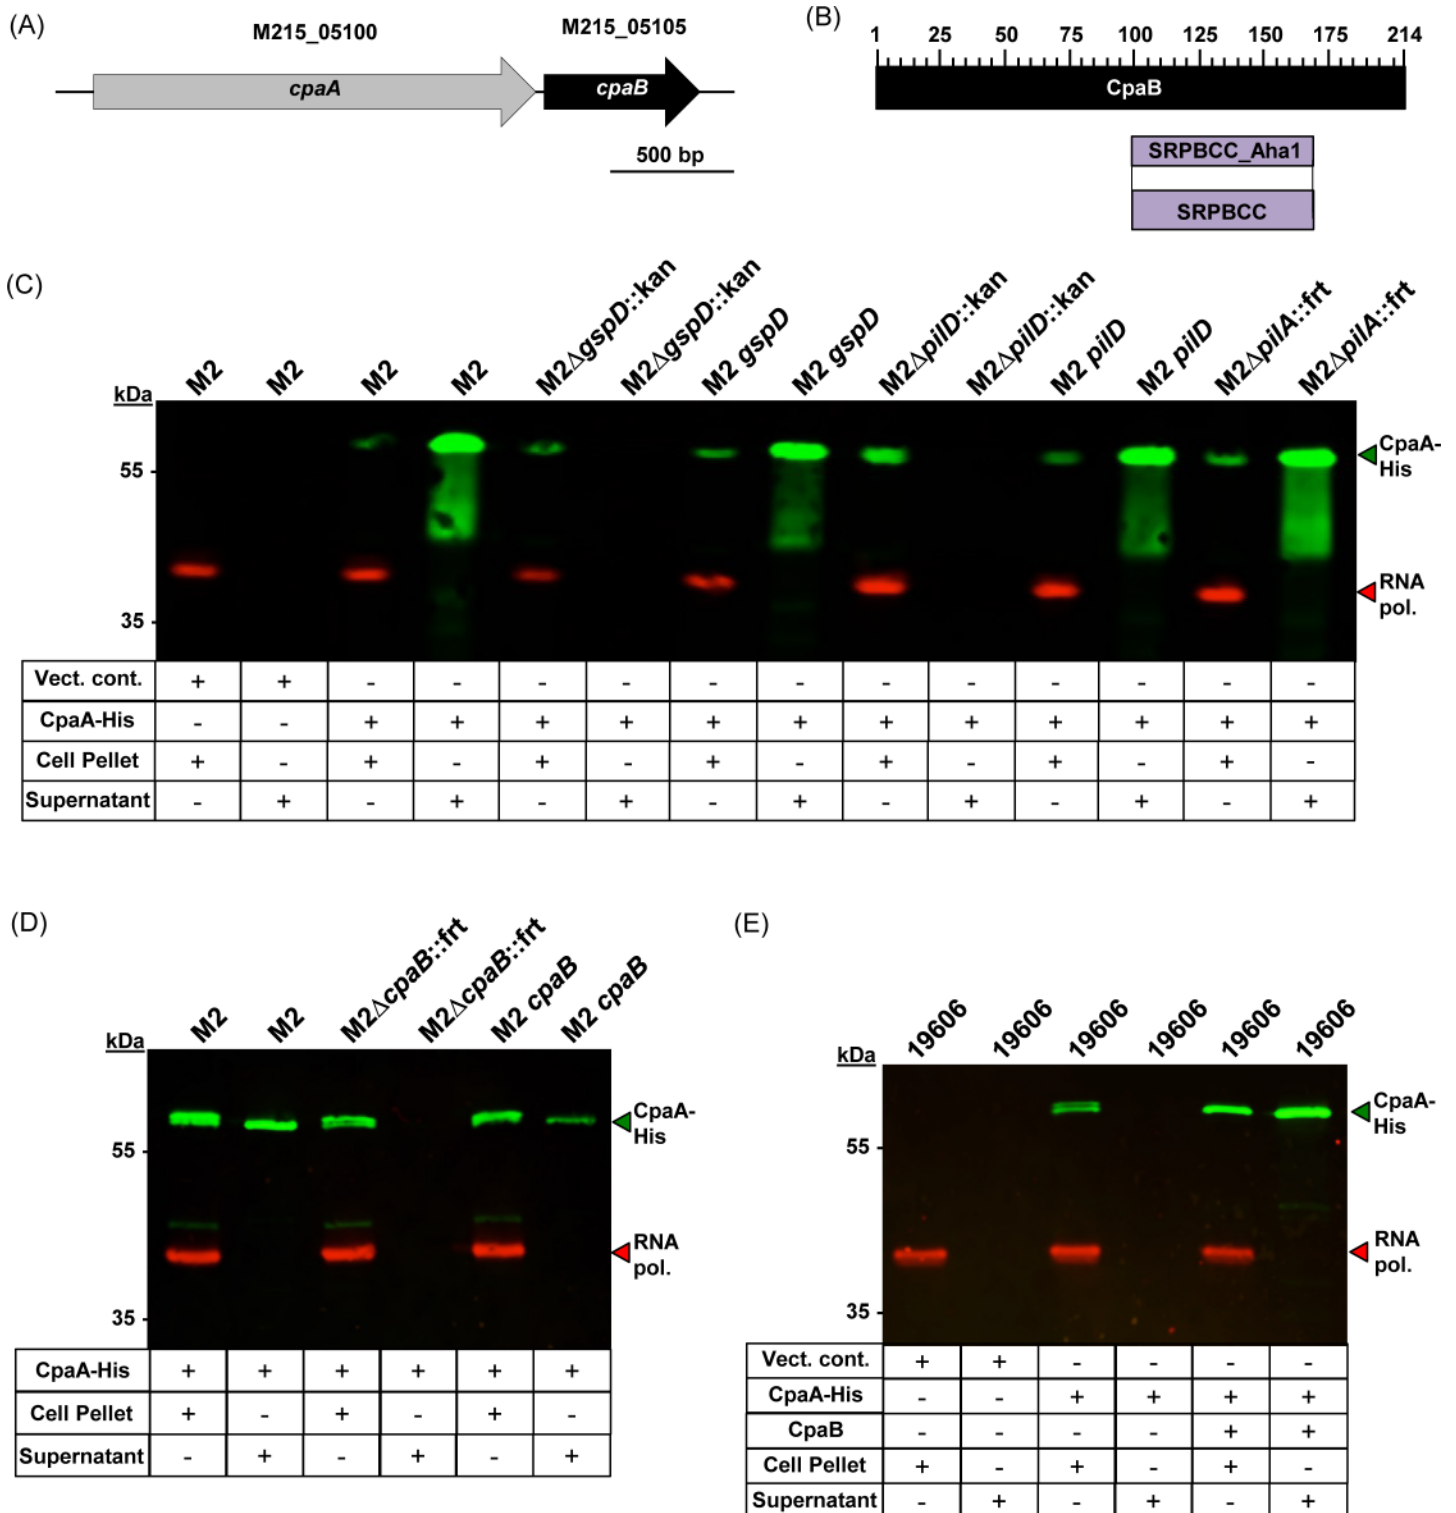 (A)
M215_05100
M215_05105
cpaA
cpaB
500 bp
(B)
1 25 50 75 100 125 150 175 214
CpaB
SRPBCC_Aha1
SRPBCC
(C)
M2 M2 M2 M2 M2ΔgspD::kan M2ΔgspD::kan M2 gspD M2 gspD M2ΔpilD::kan M2ΔpilD::kan M2 pilD M2 pilD M2ΔpilA::frt M2ΔpilA::frt
kDa
55
35
CpaA-
His
RNA
pol.
Vect. cont. + + - - - - - - - - - - - -
CpaA-His - - + + + + + + + + + + + +
Cell Pellet + - + - + - + - + - + - + -
Supernatant - + - + - + - + - + - + - +
(D)
M2 M2 M2ΔcpaB::frt M2ΔcpaB::frt M2 cpaB M2 cpaB
kDa
55
35
CpaA-
His
RNA
pol.
CpaA-His + + + + + +
Cell Pellet + - + - + -
Supernatant - + - + - +
(E)
19606 19606 19606 19606 19606 19606
kDa
55
35
CpaA-
His
RNA
pol.
Vect. cont. + + - - - -
CpaA-His - - + + + +
CpaB - - - - + +
Cell Pellet + - + - + -
Supernatant - + - + - +